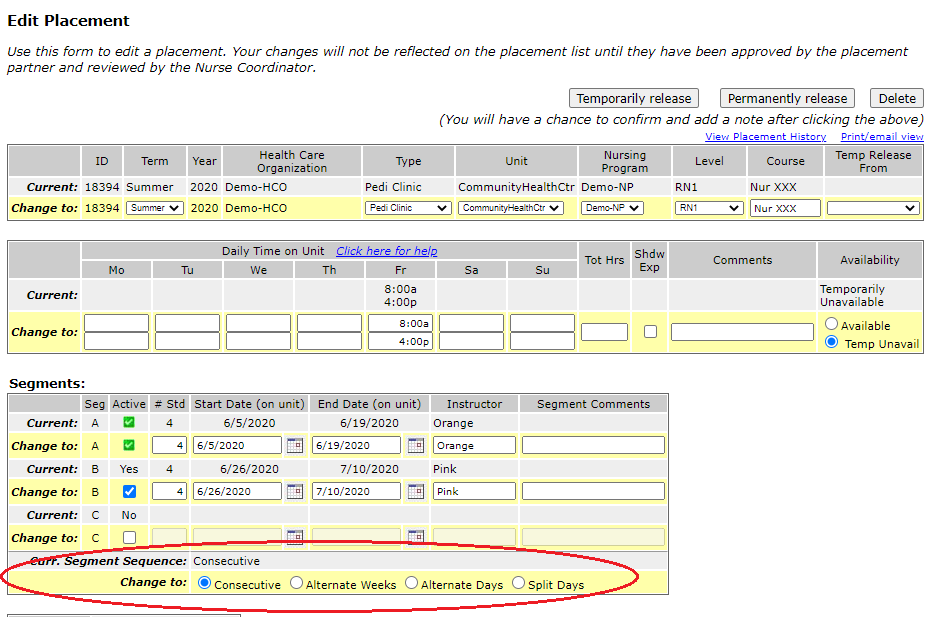 Edit Placement
Use this form to edit a placement. Your changes will not be reflected on the placement list until they have been approved by the placement
partner and reviewed by the Nurse Coordinator.
Temporarily release Permanently release Delete
(You will have a chance to confirm and add a note after clicking the above)
View Placement History Print/email view
ID Term Year Health Care Organization Type Unit Nursing Program Level Course Temp Release From
Current: 18394 Summer 2020 Demo-HCO Pedi Clinic CommunityHealthCtr Demo-NP RN1 Nur XXX
Change to: 18394 Summer 2020 Demo-HCO Pedi Clinic CommunityHealthCtr Demo-NP RN1 Nur XXX
Daily Time on Unit Click here for help Tot Hrs Shdw Exp Comments Availability
Mo Tu We Th Fr Sa Su
Current: 8:00a 4:00p Temporarily Unavailable
Change to: 8:00a 4:00p Available Temp Unavail
Segments:
Seg Active # Std Start Date (on unit) End Date (on unit) Instructor Segment Comments
Current: A 4 6/5/2020 6/19/2020 Orange
Change to: A 4 6/5/2020 6/19/2020 Orange
Current: B Yes 4 6/26/2020 7/10/2020 Pink
Change to: B 4 6/26/2020 7/10/2020 Pink
Current: C No
Change to: C
Curr. Segment Sequence: Consecutive
Change to: Consecutive Alternate Weeks Alternate Days Split Days